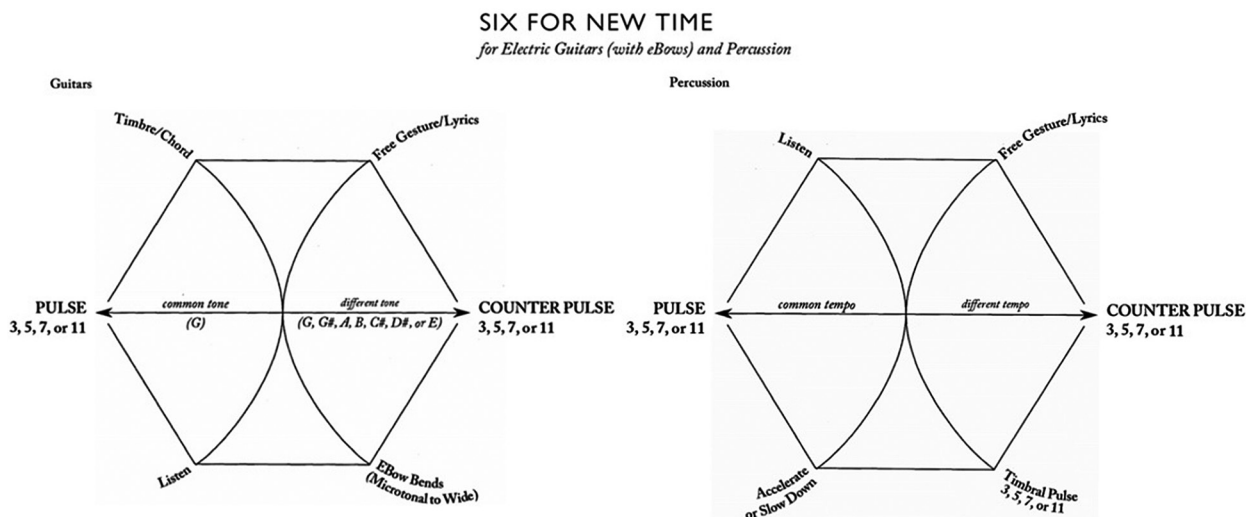 SIX FOR NEW TIME
for Electric Guitars (with eBows) and Percussion
Guitars
Timbre/Chord
Free Gesture/Lyrics
PULSE
3, 5, 7, or 11
common tone
(G)
different tone
(G, G#, A, B, C#, D#, or E)
COUNTER PULSE
3, 5, 7, or 11
Listen
EBow Bends
(Microtonal to Wide)
Percussion
Listen
Free Gesture/Lyrics
PULSE
3, 5, 7, or 11
common tempo
different tempo
COUNTER PULSE
3, 5, 7, or 11
Accelerate
or Slow Down
Timbral Pulse
3, 5, 7, or 11